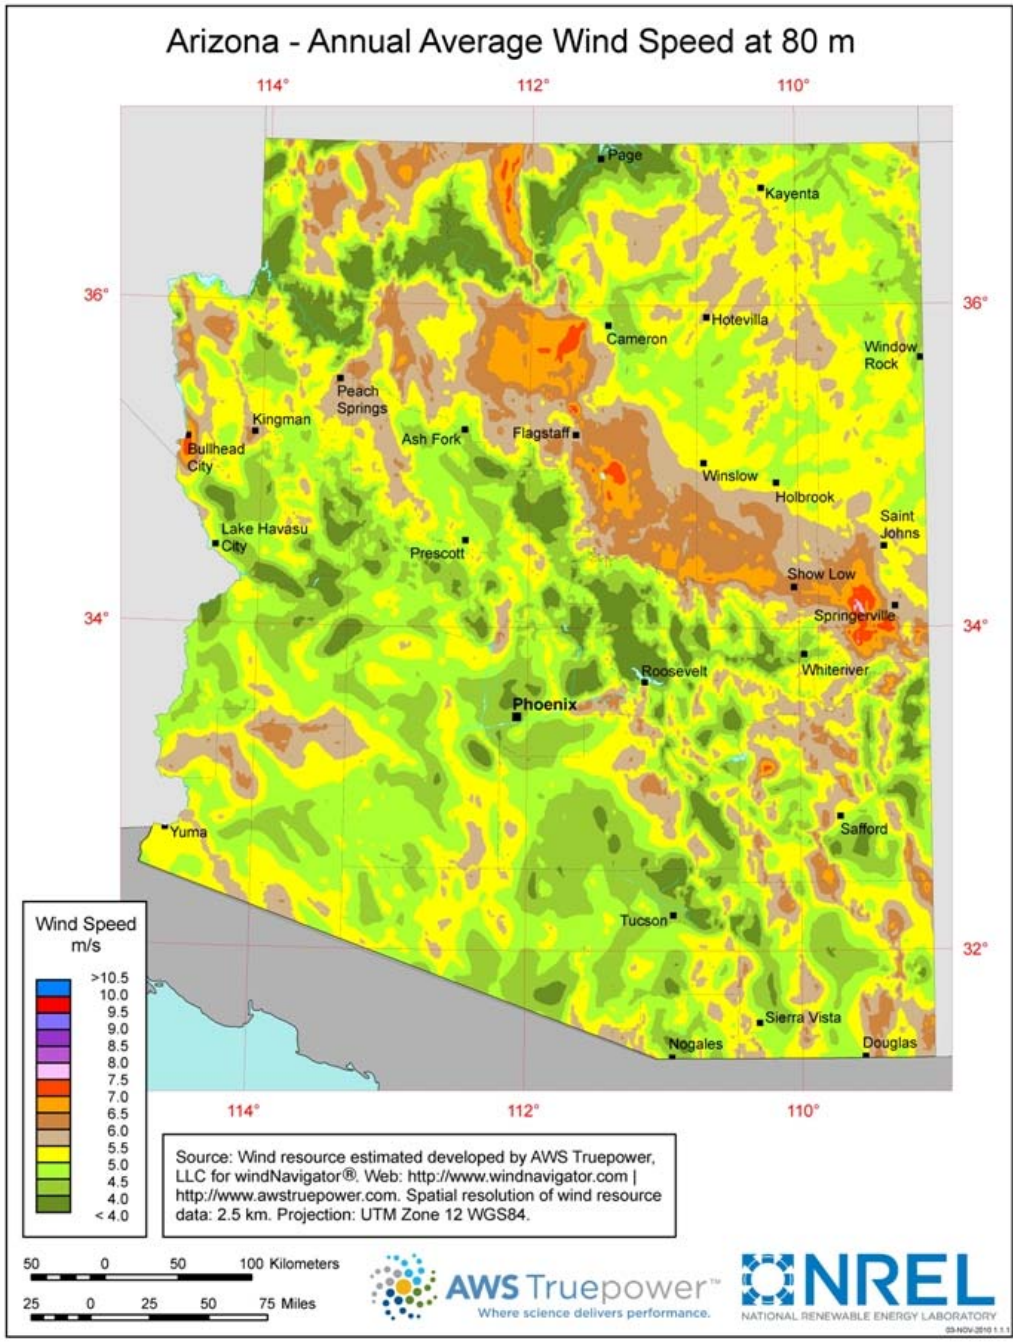 Arizona - Annual Average Wind Speed at 80 m
114°
112°
110°
Page
Kayenta
36°
36°
Hotevilla
Cameron
Window
Rock
Peach
Springs
Kingman
Ash Fork
Flagstaff
Bullhead
City
Winslow
Holbrook
Saint
Johns
Lake Havasu
City
Prescott
Show Low
Springerville
34°
34°
Whiteriver
Roosevelt
Phoenix
Yuma
Safford
Tucson
32°
Sierra Vista
Nogales
Douglas
114°
112°
110°
Wind Speed
m/s
>10.5
10.0
9.5
9.0
8.5
8.0
7.5
7.0
6.5
6.0
5.5
5.0
4.5
4.0
< 4.0
Source: Wind resource estimated developed by AWS Truepower,
LLC for windNavigator®. Web: http://www.windnavigator.com |
http://www.awstruepower.com. Spatial resolution of wind resource
data: 2.5 km. Projection: UTM Zone 12 WGS84.
50 0 50 100 Kilometers
25 0 25 50 75 Miles
AWS Truepower™
Where science delivers performance.
NREL
NATIONAL RENEWABLE ENERGY LABORATORY
03-NOV-2010 1.1.1